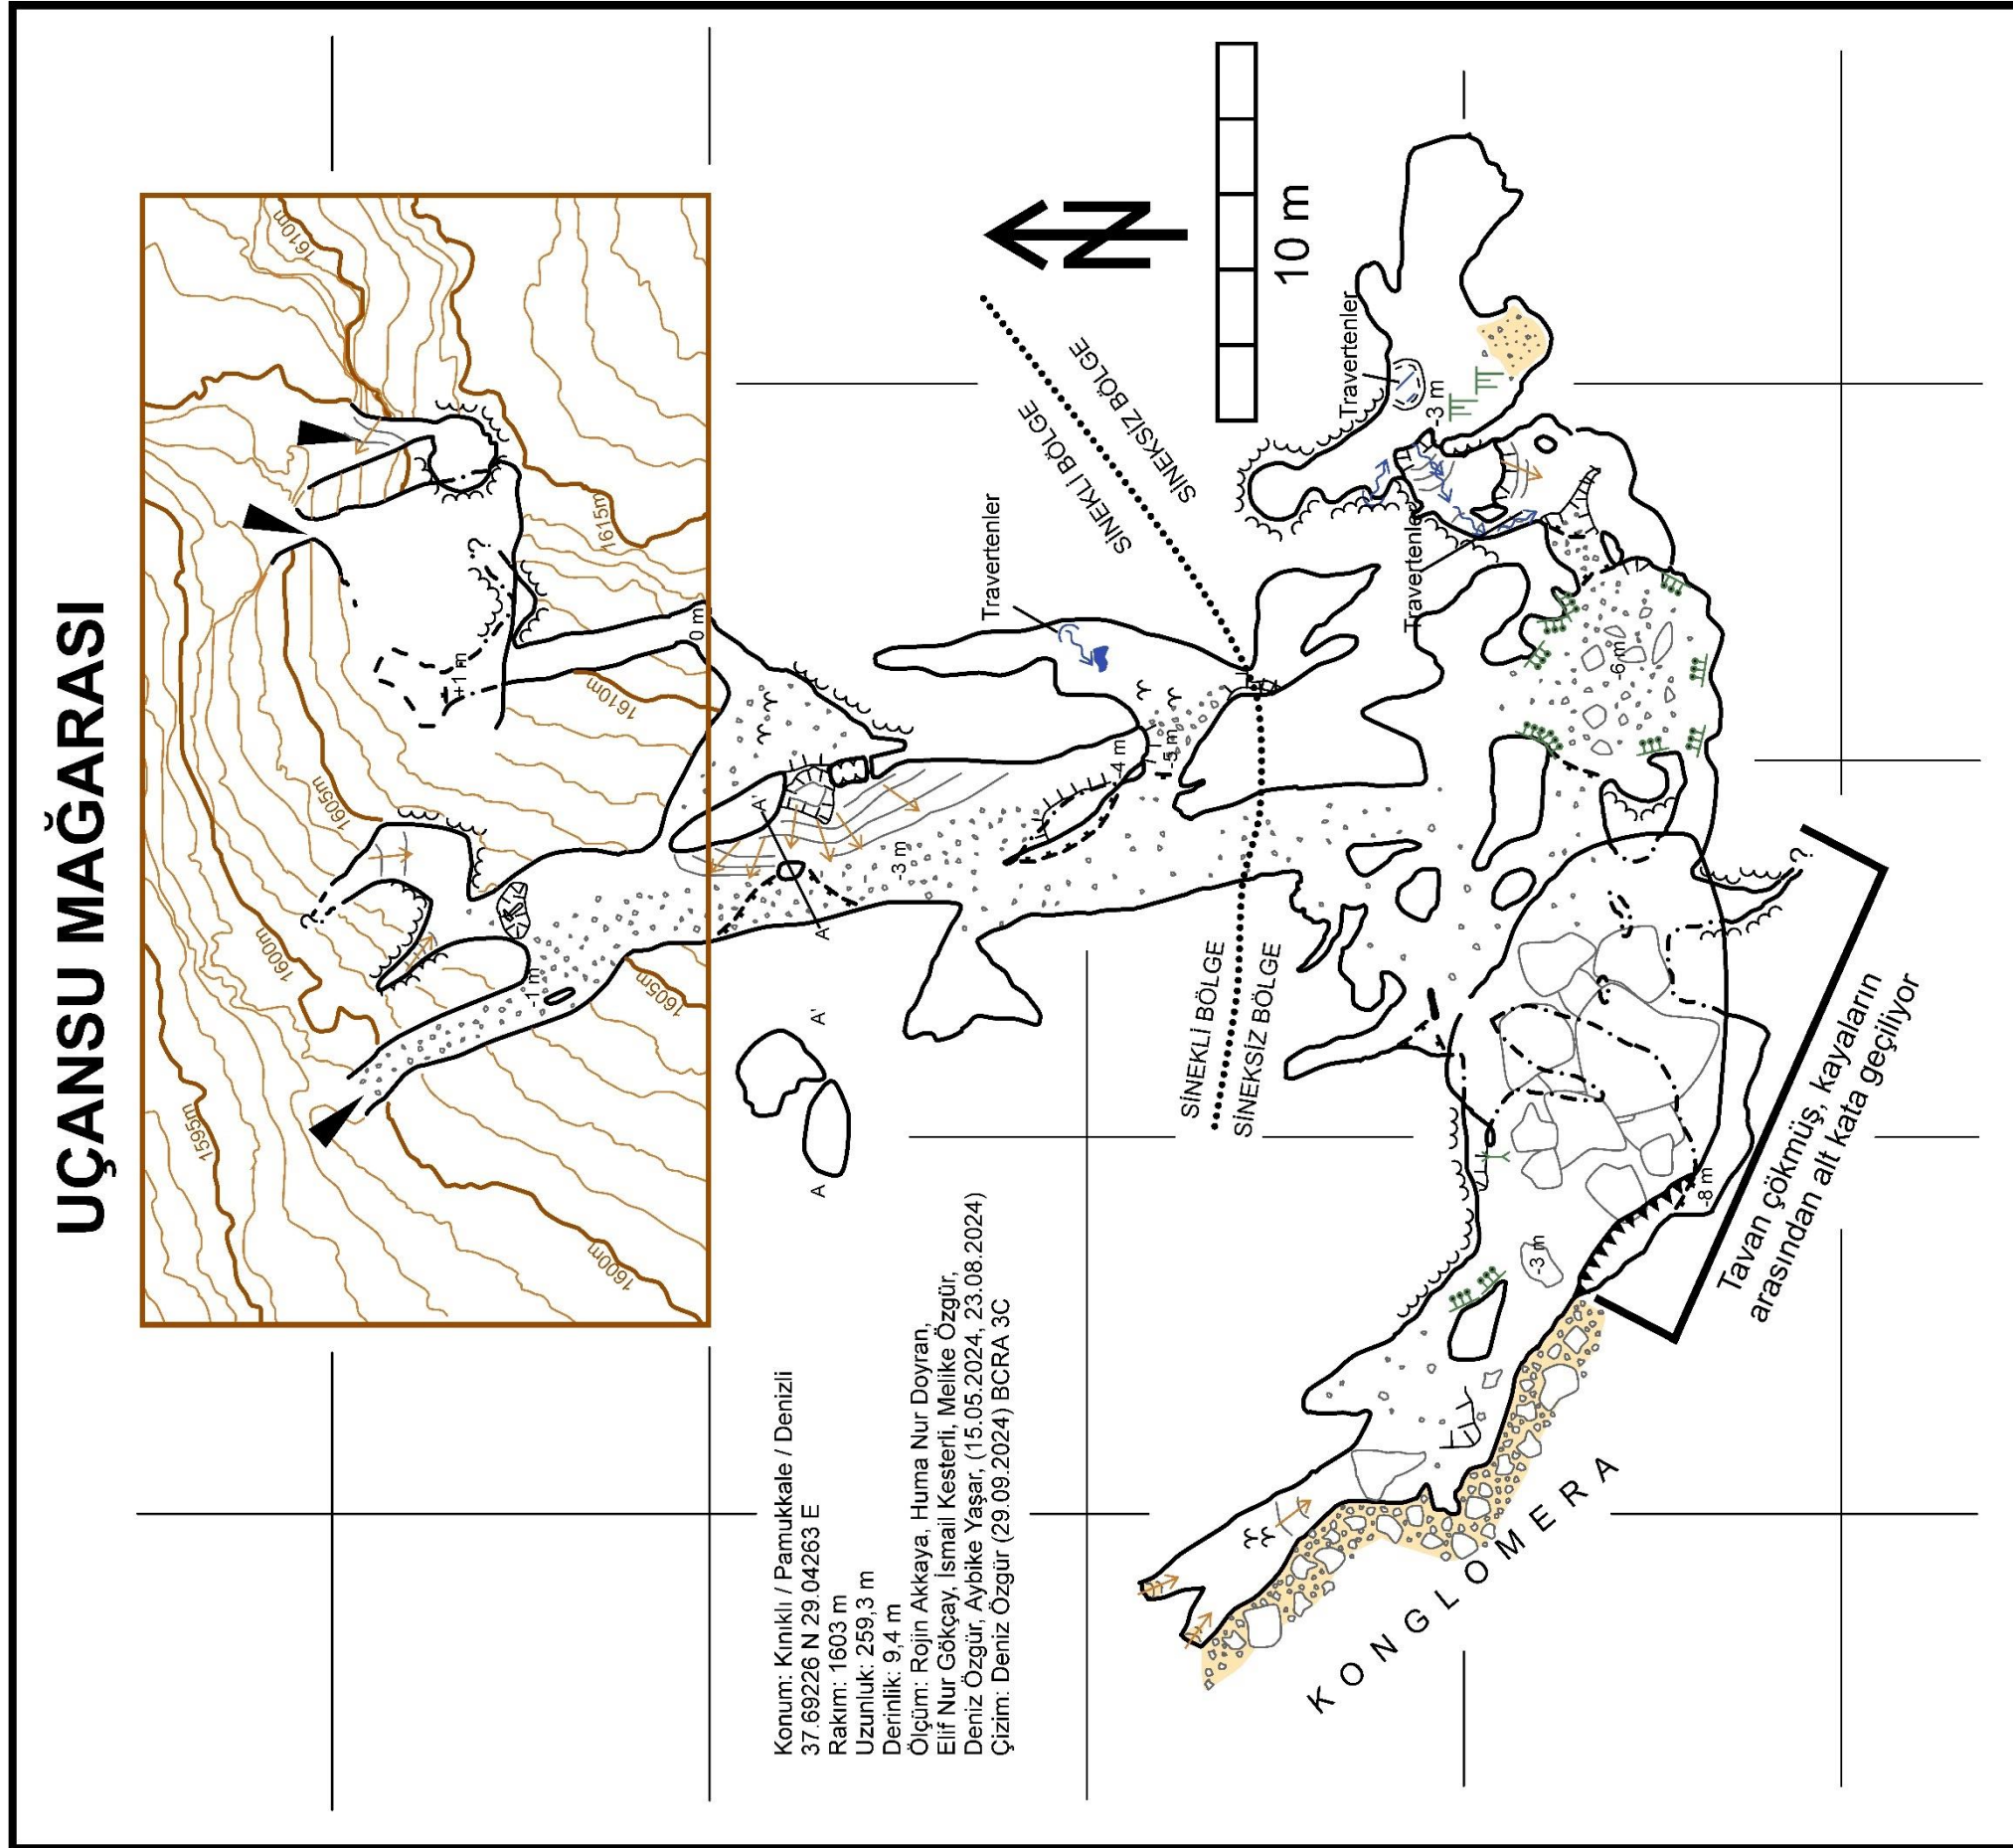 UÇANSU MAĞARASI
1610m
1615m
1610m
1605m
1600m
1595m
1605m
1600m
+1 m
?
0 m
-1 m
A'
A
-3 m
-4 m
-5 m
A'
A
N
10 m
SİNEKLİ BÖLGE
SİNEKSİZ BÖLGE
SİNEKLİ BÖLGE
SİNEKSİZ BÖLGE
Travertenler
Travertenler
Travertenler
-3 m
-6 m
?
-8 m
-3 m
Tavan çökmüş, kayaların
arasından alt kata geçiliyor
KONGLOMERA
Konum: Kınıklı / Pamukkale / Denizli
37.69226 N 29.04263 E
Rakım: 1603 m
Uzunluk: 259,3 m
Derinlik: 9,4 m
Ölçüm: Rojin Akkaya, Huma Nur Doyran,
Elif Nur Gökçay, İsmail Kesterli, Melike Özgür,
Deniz Özgür, Aybike Yaşar, (15.05.2024, 23.08.2024)
Çizim: Deniz Özgür (29.09.2024) BCRA 3C